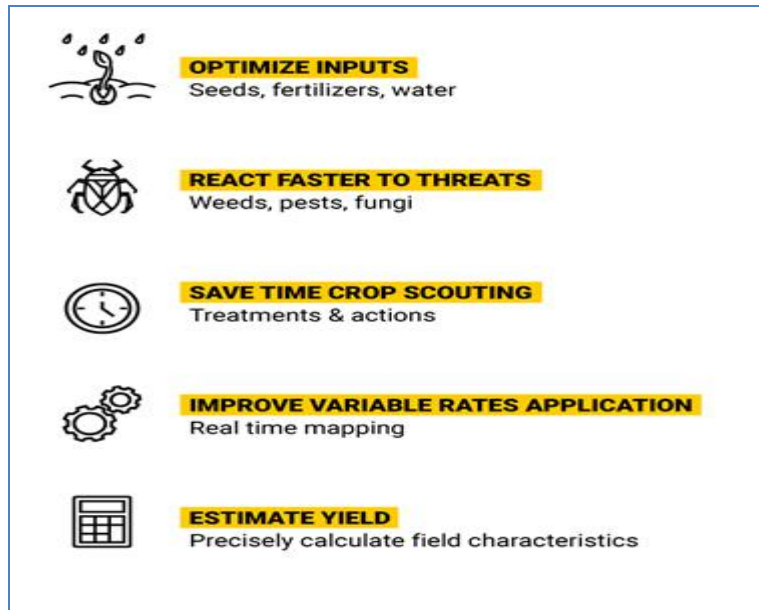 OPTIMIZE INPUTS
Seeds, fertilizers, water
REACT FASTER TO THREATS
Weeds, pests, fungi
SAVE TIME CROP SCOUTING
Treatments & actions
IMPROVE VARIABLE RATES APPLICATION
Real time mapping
ESTIMATE YIELD
Precisely calculate field characteristics